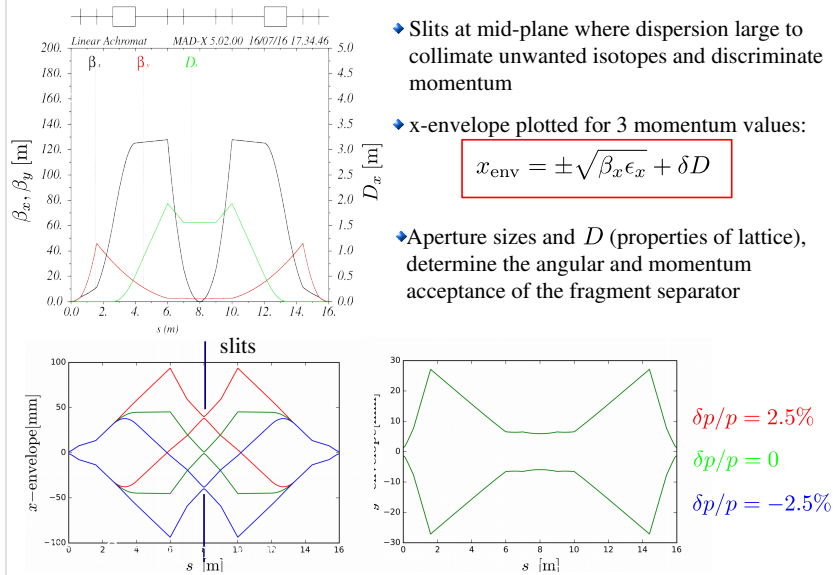 Linear Achromat MAD-X 5.02.00 16/07/16 17.34.46
200.
180.
160.
140.
120.
100.
80.
60.
40.
20.
0.0
βx βy Dx
5.0
4.5
4.0
3.5
3.0
2.5
2.0
1.5
1.0
0.5
0.0
βx, βy [m]
Dx [m]
0.0 2. 4. 6. 8. 10. 12. 14. 16.
s (m)
Slits at mid-plane where dispersion large to
collimate unwanted isotopes and discriminate
momentum
x-envelope plotted for 3 momentum values:
x_env = ±√(βxϵx) + δD
Aperture sizes and D (properties of lattice),
determine the angular and momentum
acceptance of the fragment separator
slits
100
50
0
−50
−100
x−envelope[mm]
0 2 4 6 8 10 12 14 16
s [m]
30
20
10
0
−10
−20
−30
0 2 4 6 8 10 12 14 16
s [m]
δp/p = 2.5%
δp/p = 0
δp/p = −2.5%